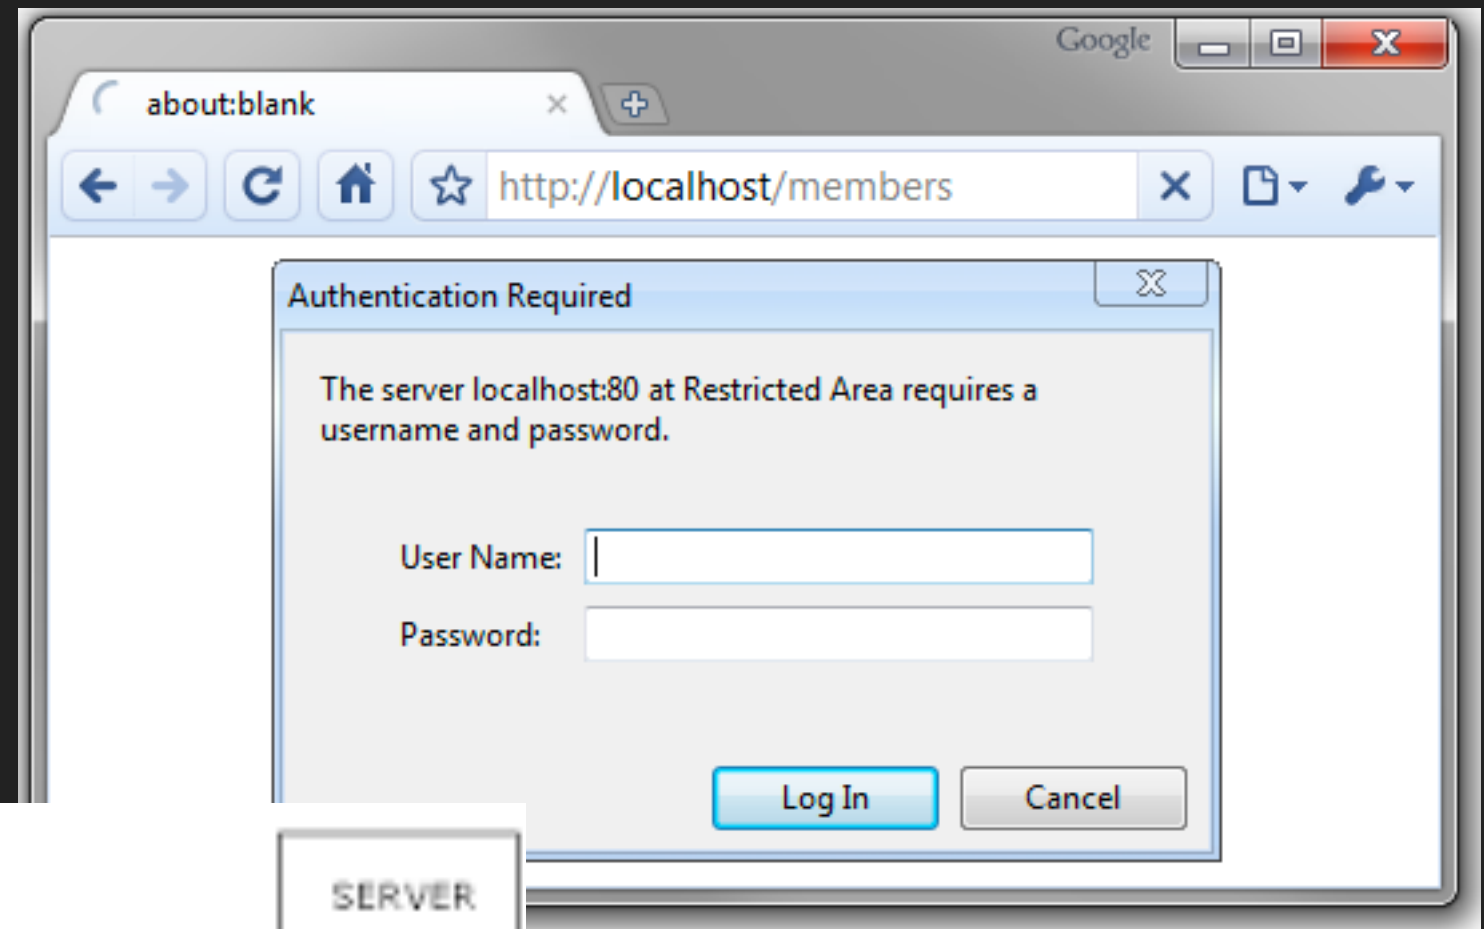 Google
about:blank
http://localhost/members
Authentication Required
The server localhost:80 at Restricted Area requires a
username and password.
User Name:
Password:
Log In Cancel
SERVER